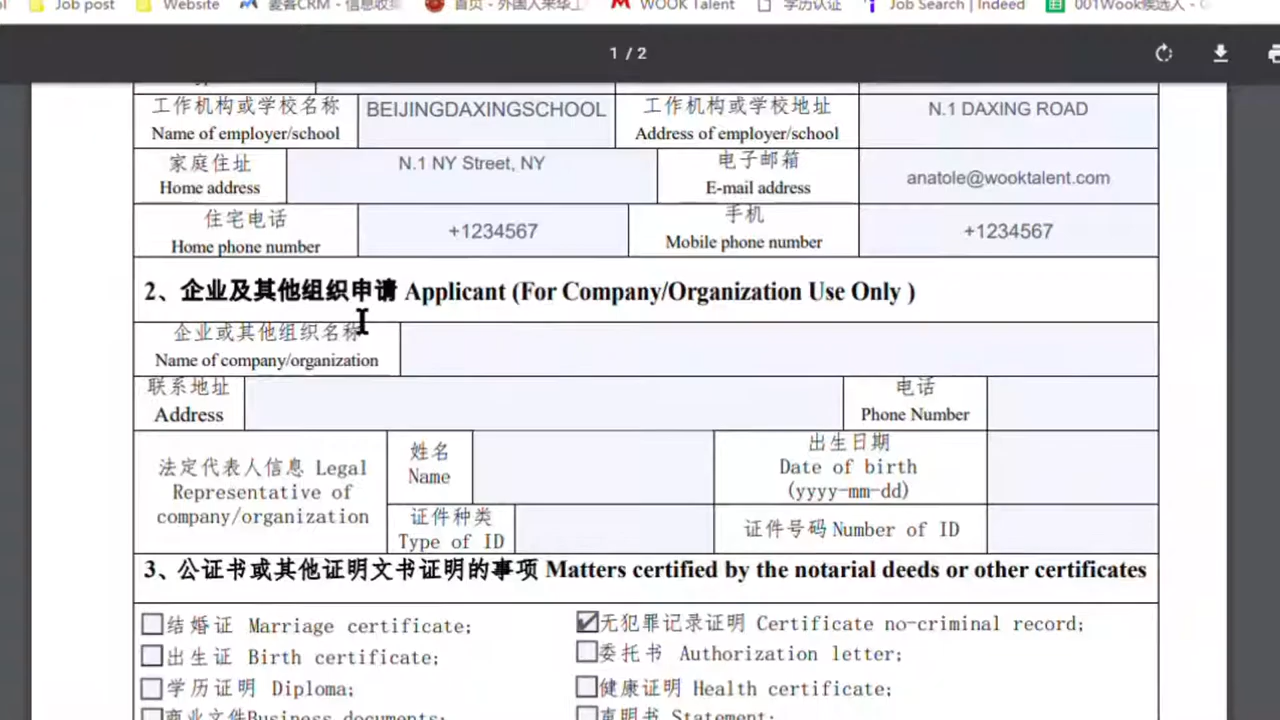 Job post
Website
麦客CRM - 信息收集
首页 - 外国人来华工
WOOK Talent
学历认证
Job Search | Indeed
001Wook候选人 -
1 / 2
工作机构或学校名称
Name of employer/school
BEIJINGDAXINGSCHOOL
工作机构或学校地址
Address of employer/school
N.1 DAXING ROAD
家庭住址
Home address
N.1 NY Street, NY
电子邮箱
E-mail address
anatole@wooktalent.com
住宅电话
Home phone number
+1234567
手机
Mobile phone number
+1234567
2、企业及其他组织申请 Applicant (For Company/Organization Use Only )
企业或其他组织名称
Name of company/organization
联系地址
Address
电话
Phone Number
法定代表人信息 Legal
Representative of
company/organization
姓名
Name
出生日期
Date of birth
(yyyy-mm-dd)
证件种类
Type of ID
证件号码 Number of ID
3、公证书或其他证明文书证明的事项 Matters certified by the notarial deeds or other certificates
结婚证 Marriage certificate;
无犯罪记录证明 Certificate no-criminal record;
出生证 Birth certificate;
委托书 Authorization letter;
学历证明 Diploma;
健康证明 Health certificate;
商业文件Business documents;
声明书 Statement;